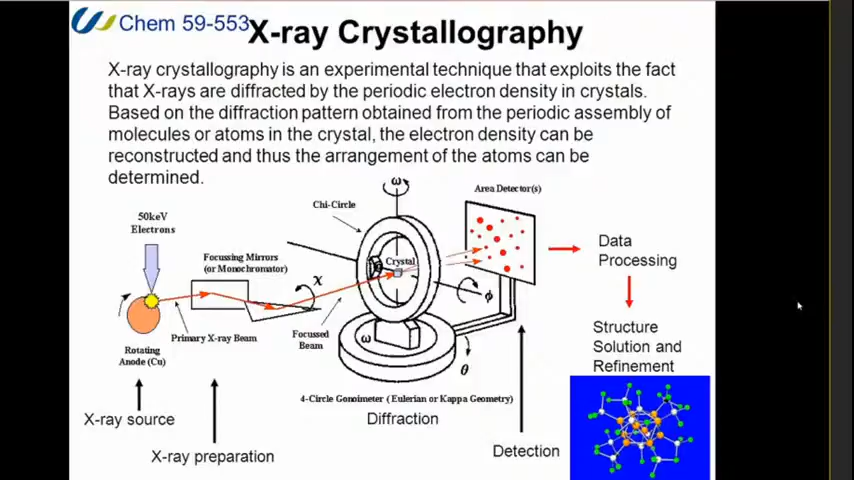 Chem 59-553
X-ray Crystallography
X-ray crystallography is an experimental technique that exploits the fact
that X-rays are diffracted by the periodic electron density in crystals.
Based on the diffraction pattern obtained from the periodic assembly of
molecules or atoms in the crystal, the electron density can be
reconstructed and thus the arrangement of the atoms can be
determined.
ω
Area Detector(s)
Chi-Circle
50keV
Electrons
Focussing Mirrors
(or Monochromator)
Crystal
χ
ϕ
Data
Processing
Primary X-ray Beam
Focussed
Beam
ω
θ
Rotating
Anode (Cu)
Structure
Solution and
Refinement
4-Circle Gonoimeter ( Eulerian or Kappa Geometry)
X-ray source
Diffraction
X-ray preparation
Detection